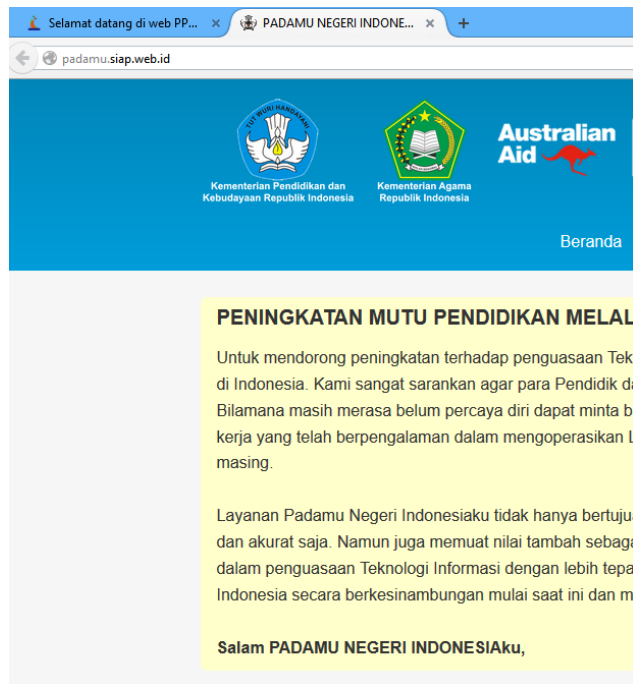 Selamat datang di web PP...
PADAMU NEGERI INDONE...
padamu.siap.web.id
TUT WURI HANDAYANI
Kementerian Pendidikan dan
Kebudayaan Republik Indonesia
Kementerian Agama
Republik Indonesia
Australian
Aid
Beranda
PENINGKATAN MUTU PENDIDIKAN MELAL
Untuk mendorong peningkatan terhadap penguasaan Tek
di Indonesia. Kami sangat sarankan agar para Pendidik da
Bilamana masih merasa belum percaya diri dapat minta b
kerja yang telah berpengalaman dalam mengoperasikan L
masing.
Layanan Padamu Negeri Indonesiaku tidak hanya bertujua
dan akurat saja. Namun juga memuat nilai tambah sebaga
dalam penguasaan Teknologi Informasi dengan lebih tepa
Indonesia secara berkesinambungan mulai saat ini dan m
Salam PADAMU NEGERI INDONESIAku,